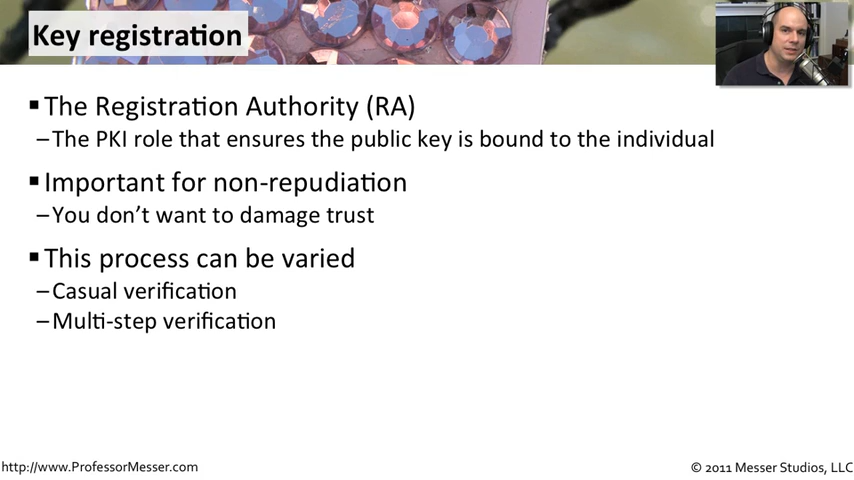 Key registration
▪The Registration Authority (RA)
–The PKI role that ensures the public key is bound to the individual
▪Important for non-repudiation
–You don’t want to damage trust
▪This process can be varied
–Casual verification
–Multi-step verification
http://www.ProfessorMesser.com
© 2011 Messer Studios, LLC